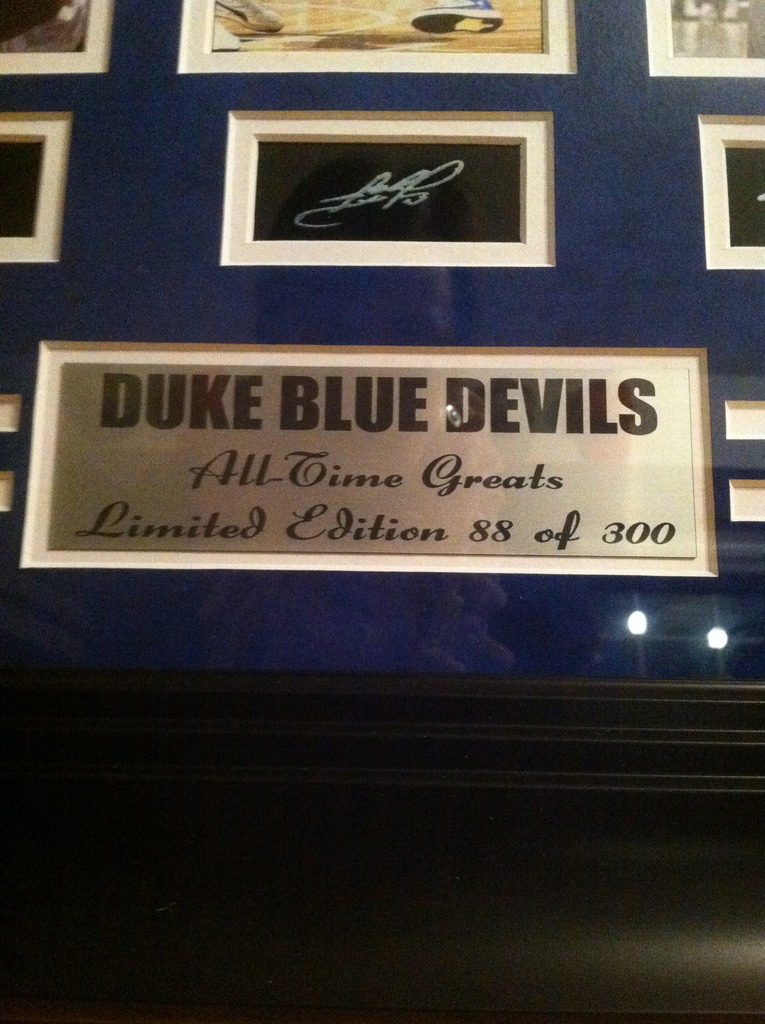 DUKE BLUE DEVILS
All-Time Greats
Limited Edition 88 of 300